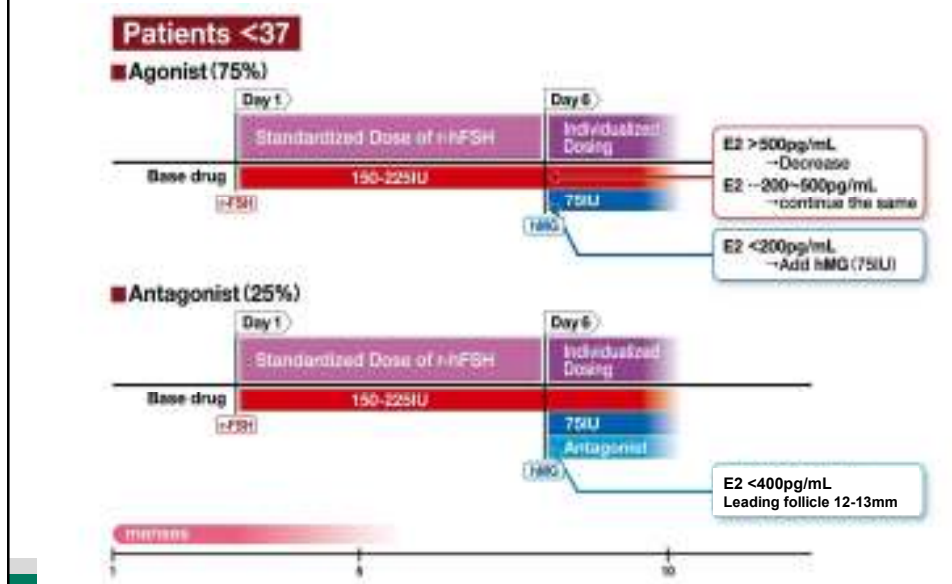 Patients <37
■Agonist(75%)
Day 1
Day 6
Standardized Dose of r-hFSH
Individualized
Dosing
Base drug
150-225IU
r-FSH
75IU
hMG
E2 >500pg/mL
→Decrease
E2 --200~500pg/mL
→continue the same
E2 <200pg/mL
→Add hMG(75IU)
■Antagonist(25%)
Day 1
Day 6
Standardized Dose of r-hFSH
Individualized
Dosing
Base drug
150-225IU
r-FSH
75IU
Antagonist
hMG
E2 <400pg/mL
Leading follicle 12-13mm
menses
1
10